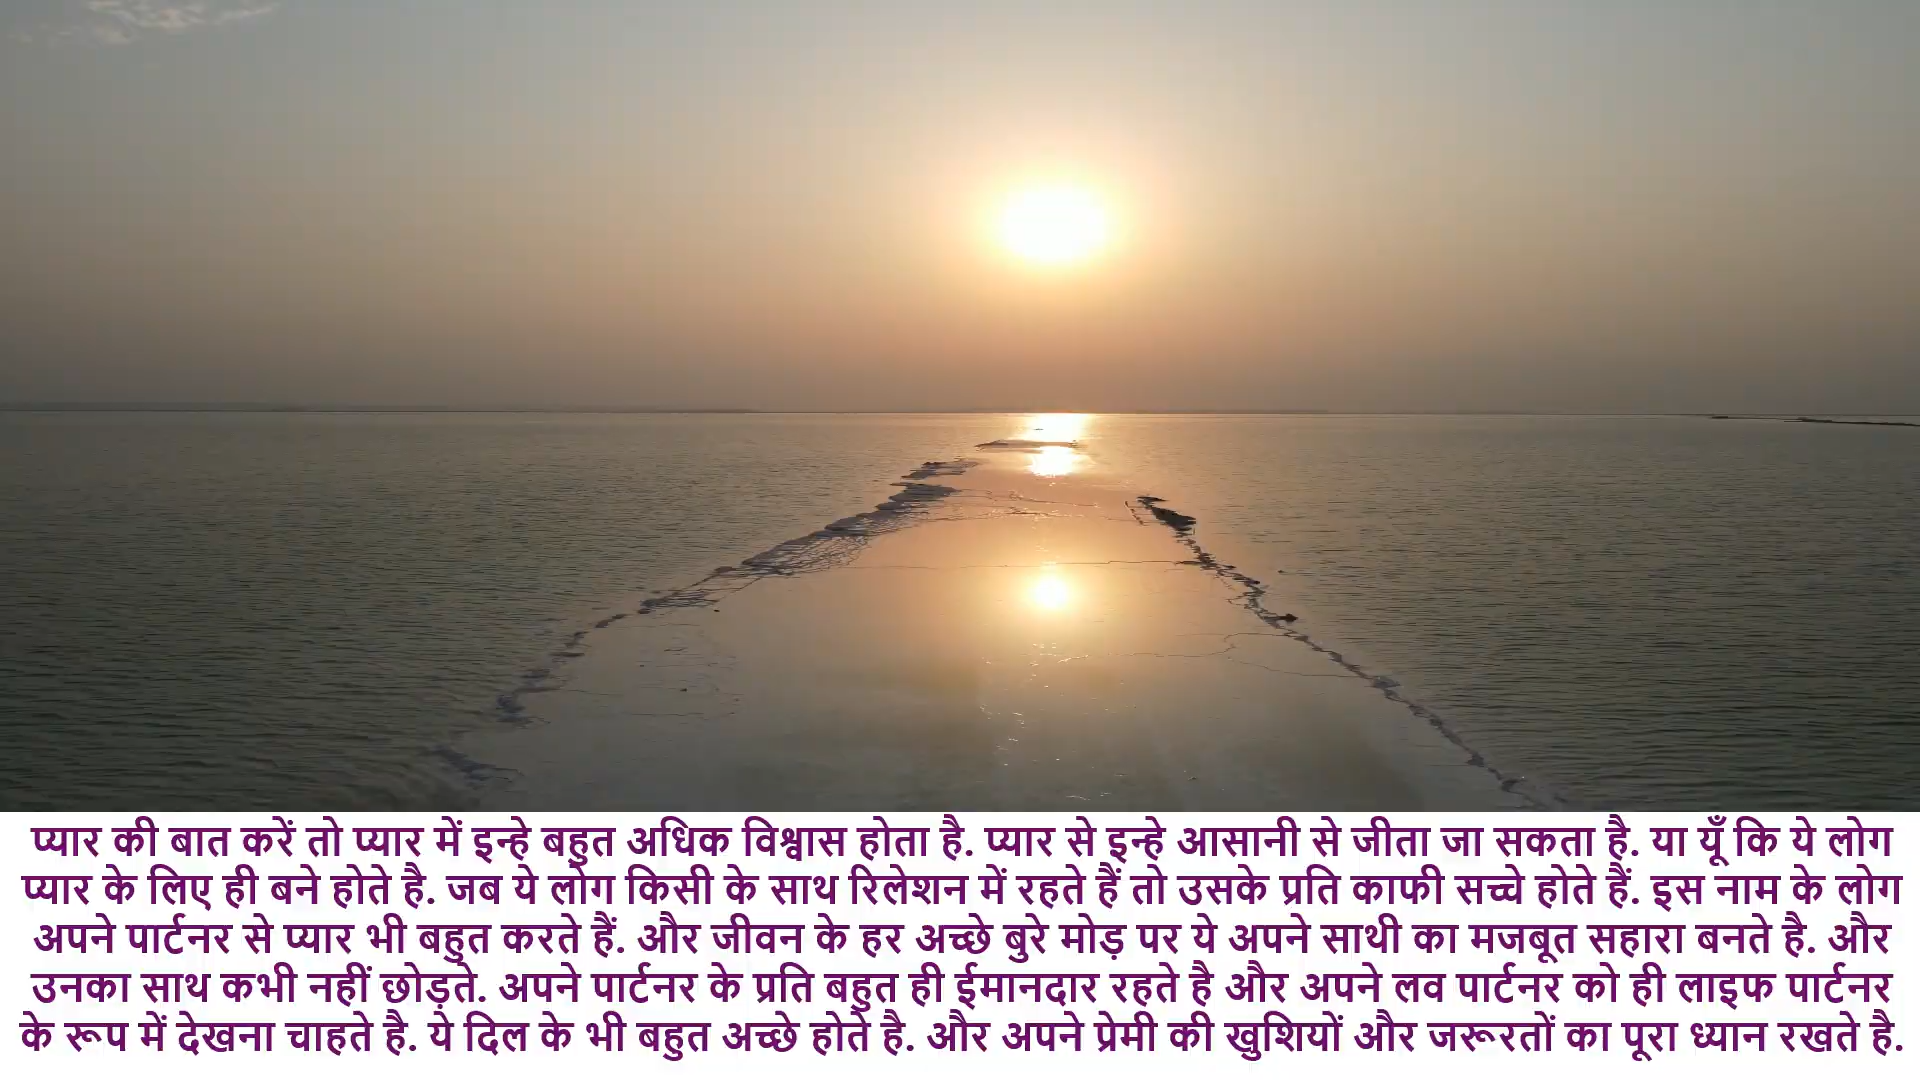 प्यार की बात करें तो प्यार में इन्हे बहुत अधिक विश्वास होता है. प्यार से इन्हे आसानी से जीता जा सकता है. या यूँ कि ये लोग
प्यार के लिए ही बने होते है. जब ये लोग किसी के साथ रिलेशन में रहते हैं तो उसके प्रति काफी सच्चे होते हैं. इस नाम के लोग
अपने पार्टनर से प्यार भी बहुत करते हैं. और जीवन के हर अच्छे बुरे मोड़ पर ये अपने साथी का मजबूत सहारा बनते है. और
उनका साथ कभी नहीं छोड़ते. अपने पार्टनर के प्रति बहुत ही ईमानदार रहते है और अपने लव पार्टनर को ही लाइफ पार्टनर
के रूप में देखना चाहते है. ये दिल के भी बहुत अच्छे होते है. और अपने प्रेमी की खुशियों और जरूरतों का पूरा ध्यान रखते है.